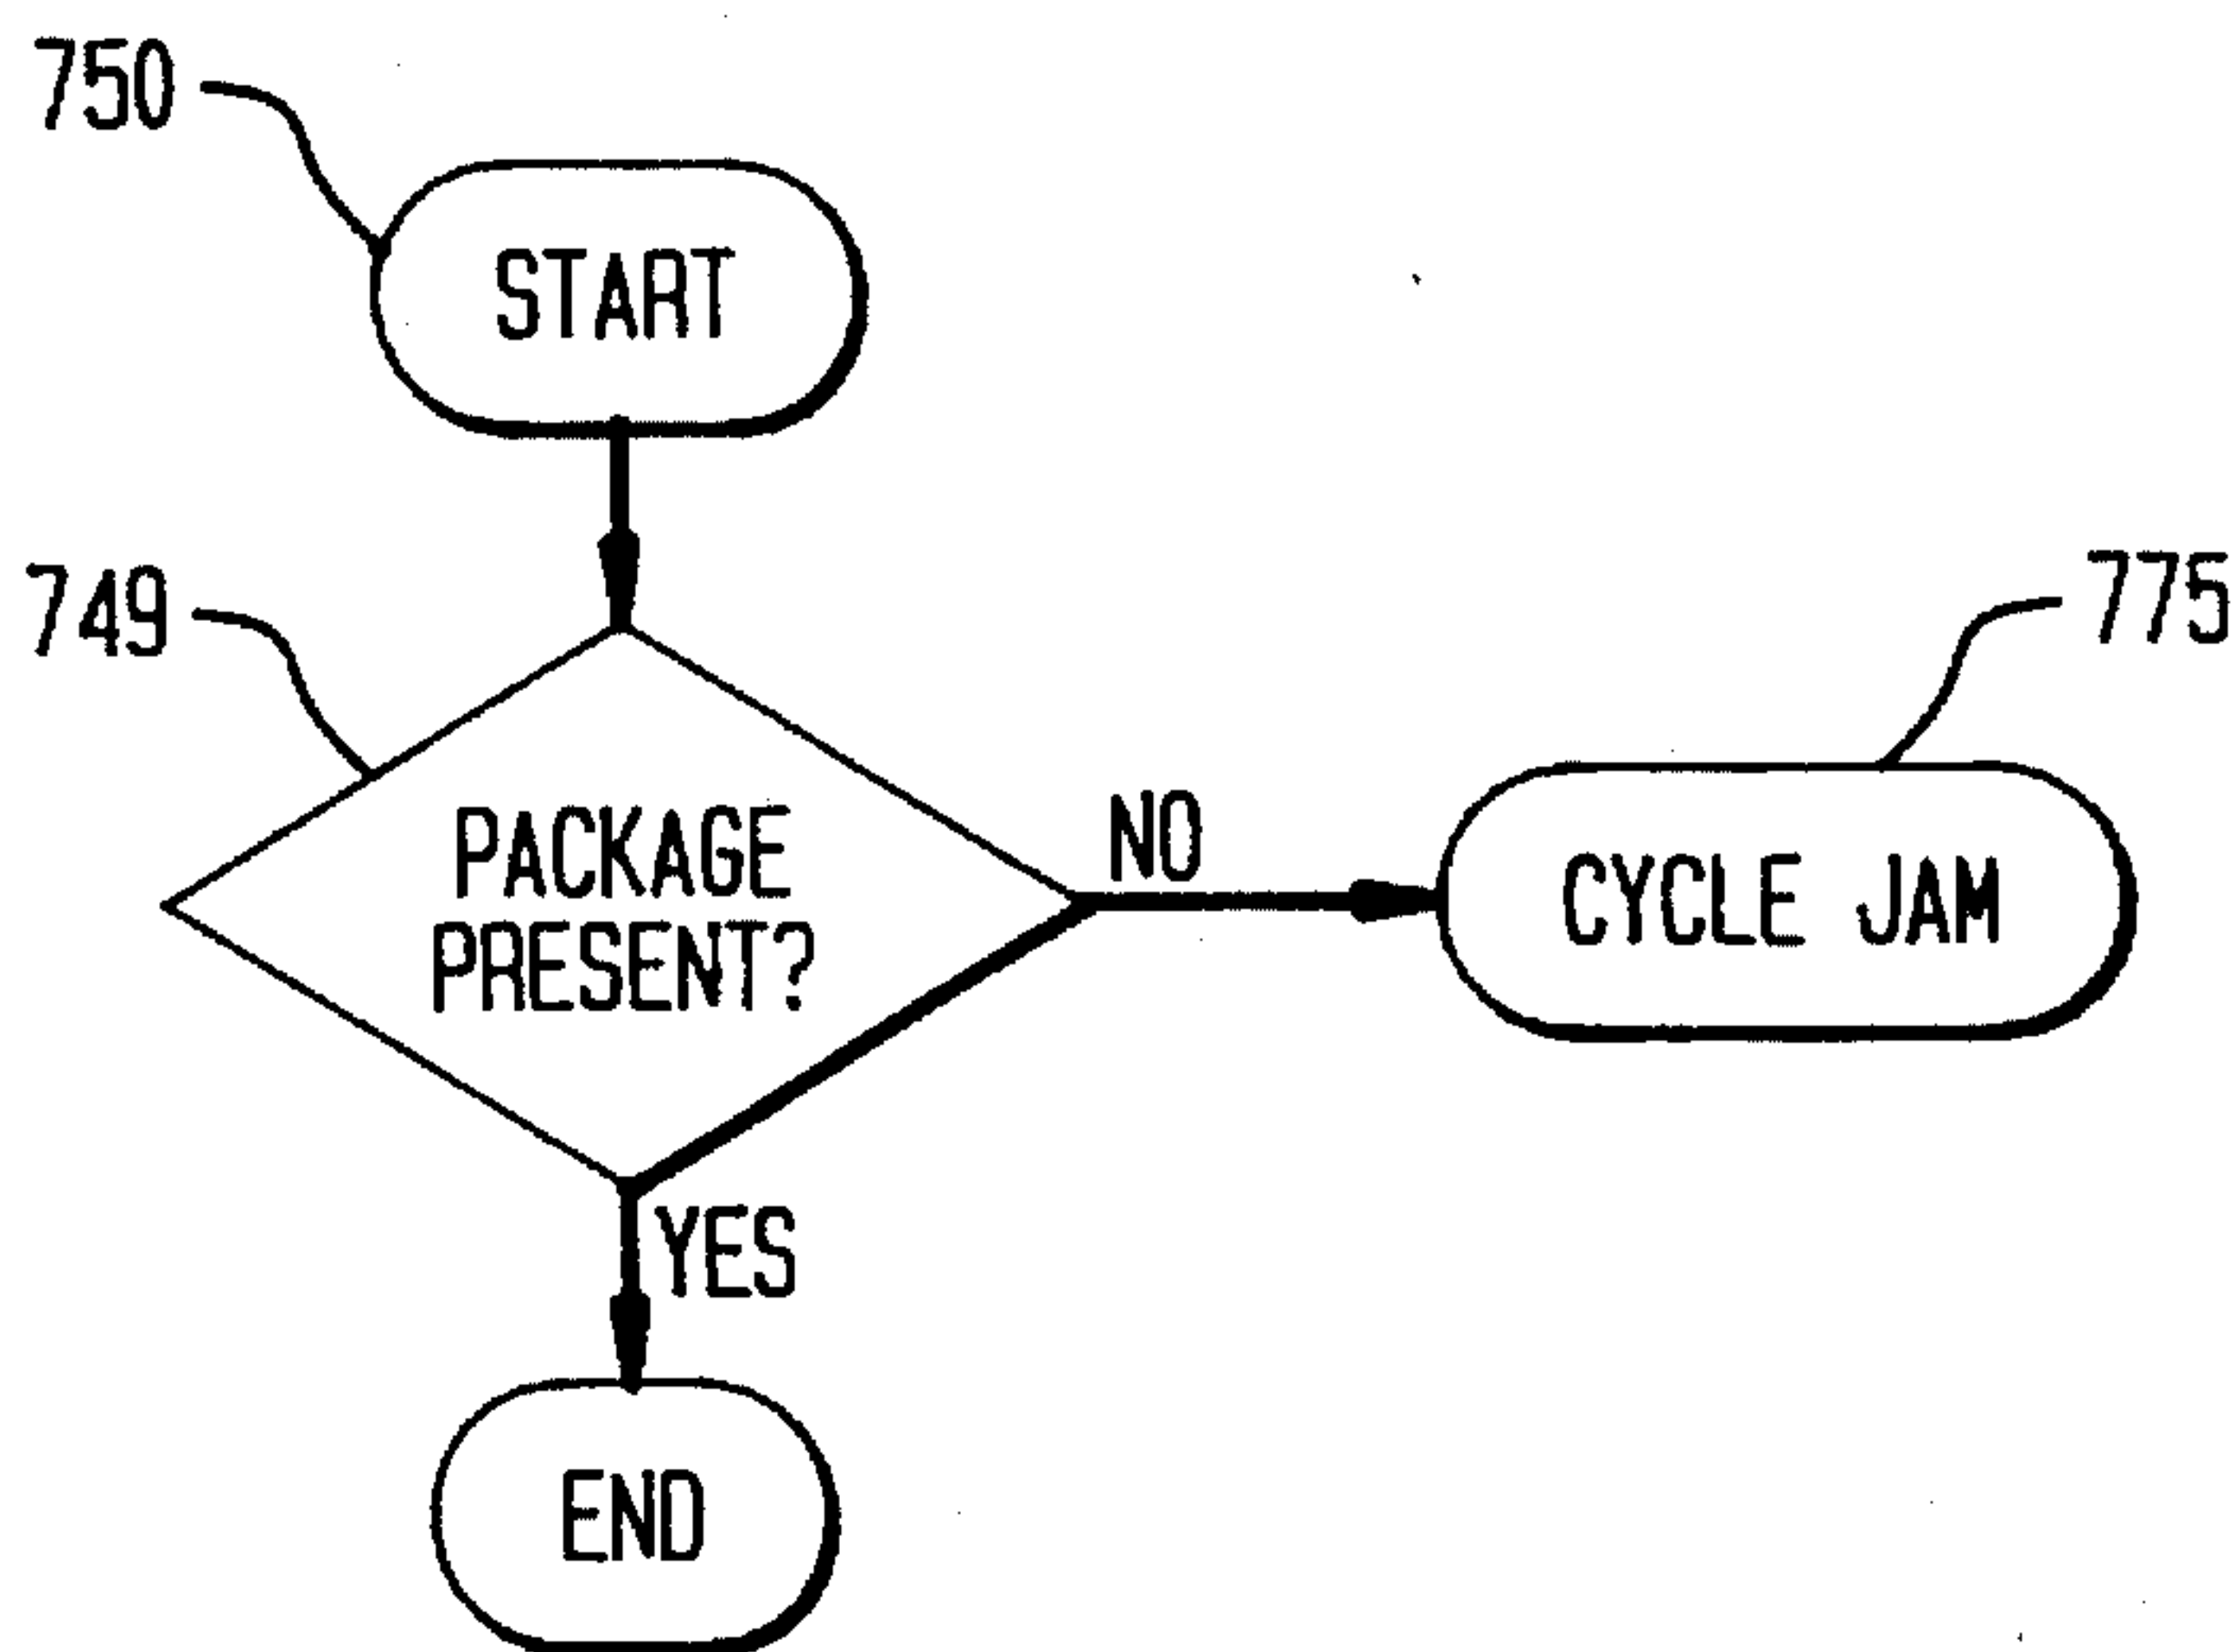 750
START
749
775
PACKAGE
PRESENT?
NO
CYCLE JAM
YES
END